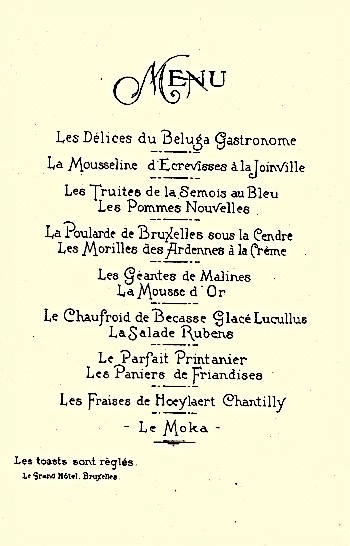 MENU
Les Délices du Beluga Gastronome
La Mousseline d'Ecrevisses à la Joinville
Les Truites de la Semois au Bleu
Les Pommes Nouvelles
La Poularde de Bruxelles sous la Cendre
Les Morilles des Ardennes à la Crème
Les Géantes de Malines
La Mousse d'Or
Le Chaufroid de Becasse Glacé Lucullus
La Salade Rubens
Le Parfait Printanier
Les Paniers de Friandises
Les Fraises de Hoeylaert Chantilly
- Le Moka -
Les toasts sont règlés.
Le Grand Hôtel. Bruxelles.